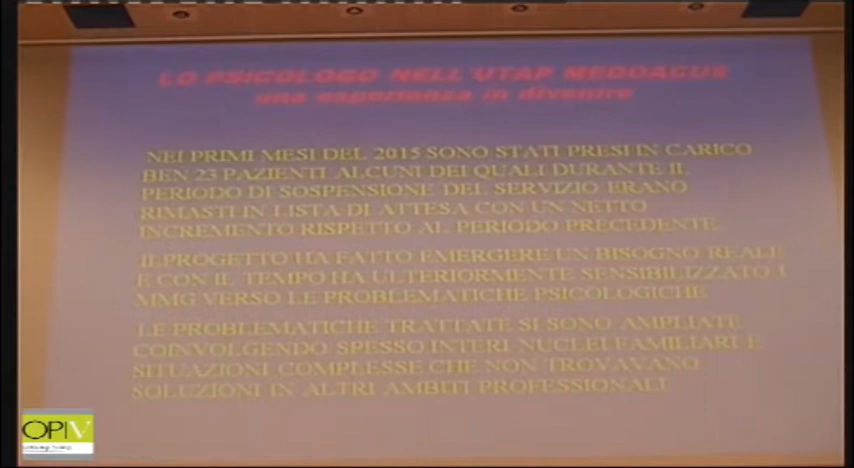 LO PSICOLOGO NELL'UTAP MEDOACUS
una esperienza in divenire
NEI PRIMI MESI DEL 2015 SONO STATI PRESI IN CARICO
BEN 23 PAZIENTI ALCUNI DEI QUALI DURANTE IL
PERIODO DI SOSPENSIONE DEL SERVIZIO ERANO
RIMASTI IN LISTA DI ATTESA CON UN NETTO
INCREMENTO RISPETTO AL PERIODO PRECEDENTE.
IL PROGETTO HA FATTO EMERGERE UN BISOGNO REALE
E CON IL TEMPO HA ULTERIORMENTE SENSIBILIZZATO I
MMG VERSO LE PROBLEMATICHE PSICOLOGICHE
LE PROBLEMATICHE TRATTATE SI SONO AMPLIATE
COINVOLGENDO SPESSO INTERI NUCLEI FAMILIARI E
SITUAZIONI COMPLESSE CHE NON TROVAVANO
SOLUZIONI IN ALTRI AMBITI PROFESSIONALI
OPIV